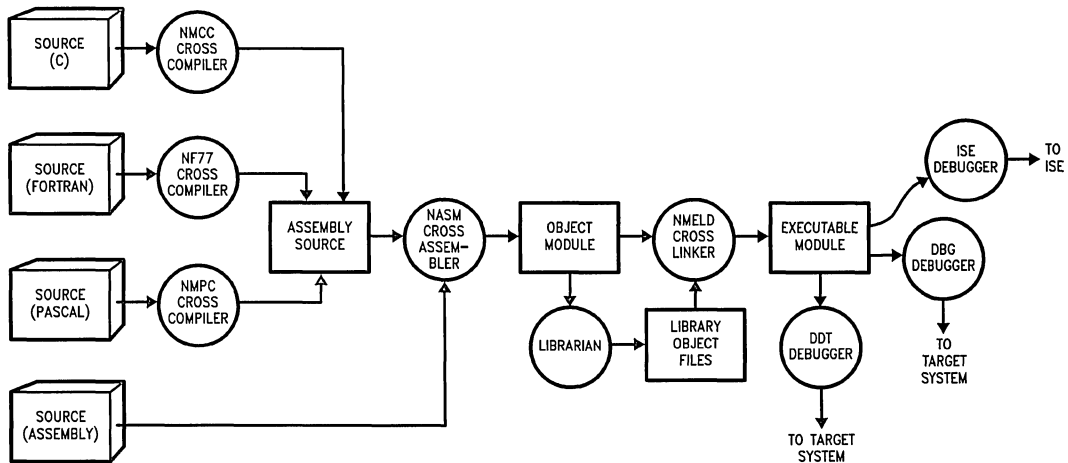 SOURCE
(C)
NMCC
CROSS
COMPILER
SOURCE
(FORTRAN)
NF77
CROSS
COMPILER
SOURCE
(PASCAL)
NMPC
CROSS
COMPILER
SOURCE
(ASSEMBLY)
ASSEMBLY
SOURCE
NASM
CROSS
ASSEM-
BLER
OBJECT
MODULE
LIBRARIAN
LIBRARY
OBJECT
FILES
NMELD
CROSS
LINKER
EXECUTABLE
MODULE
ISE
DEBUGGER
TO
ISE
DBG
DEBUGGER
TO
TARGET
SYSTEM
DDT
DEBUGGER
TO TARGET
SYSTEM